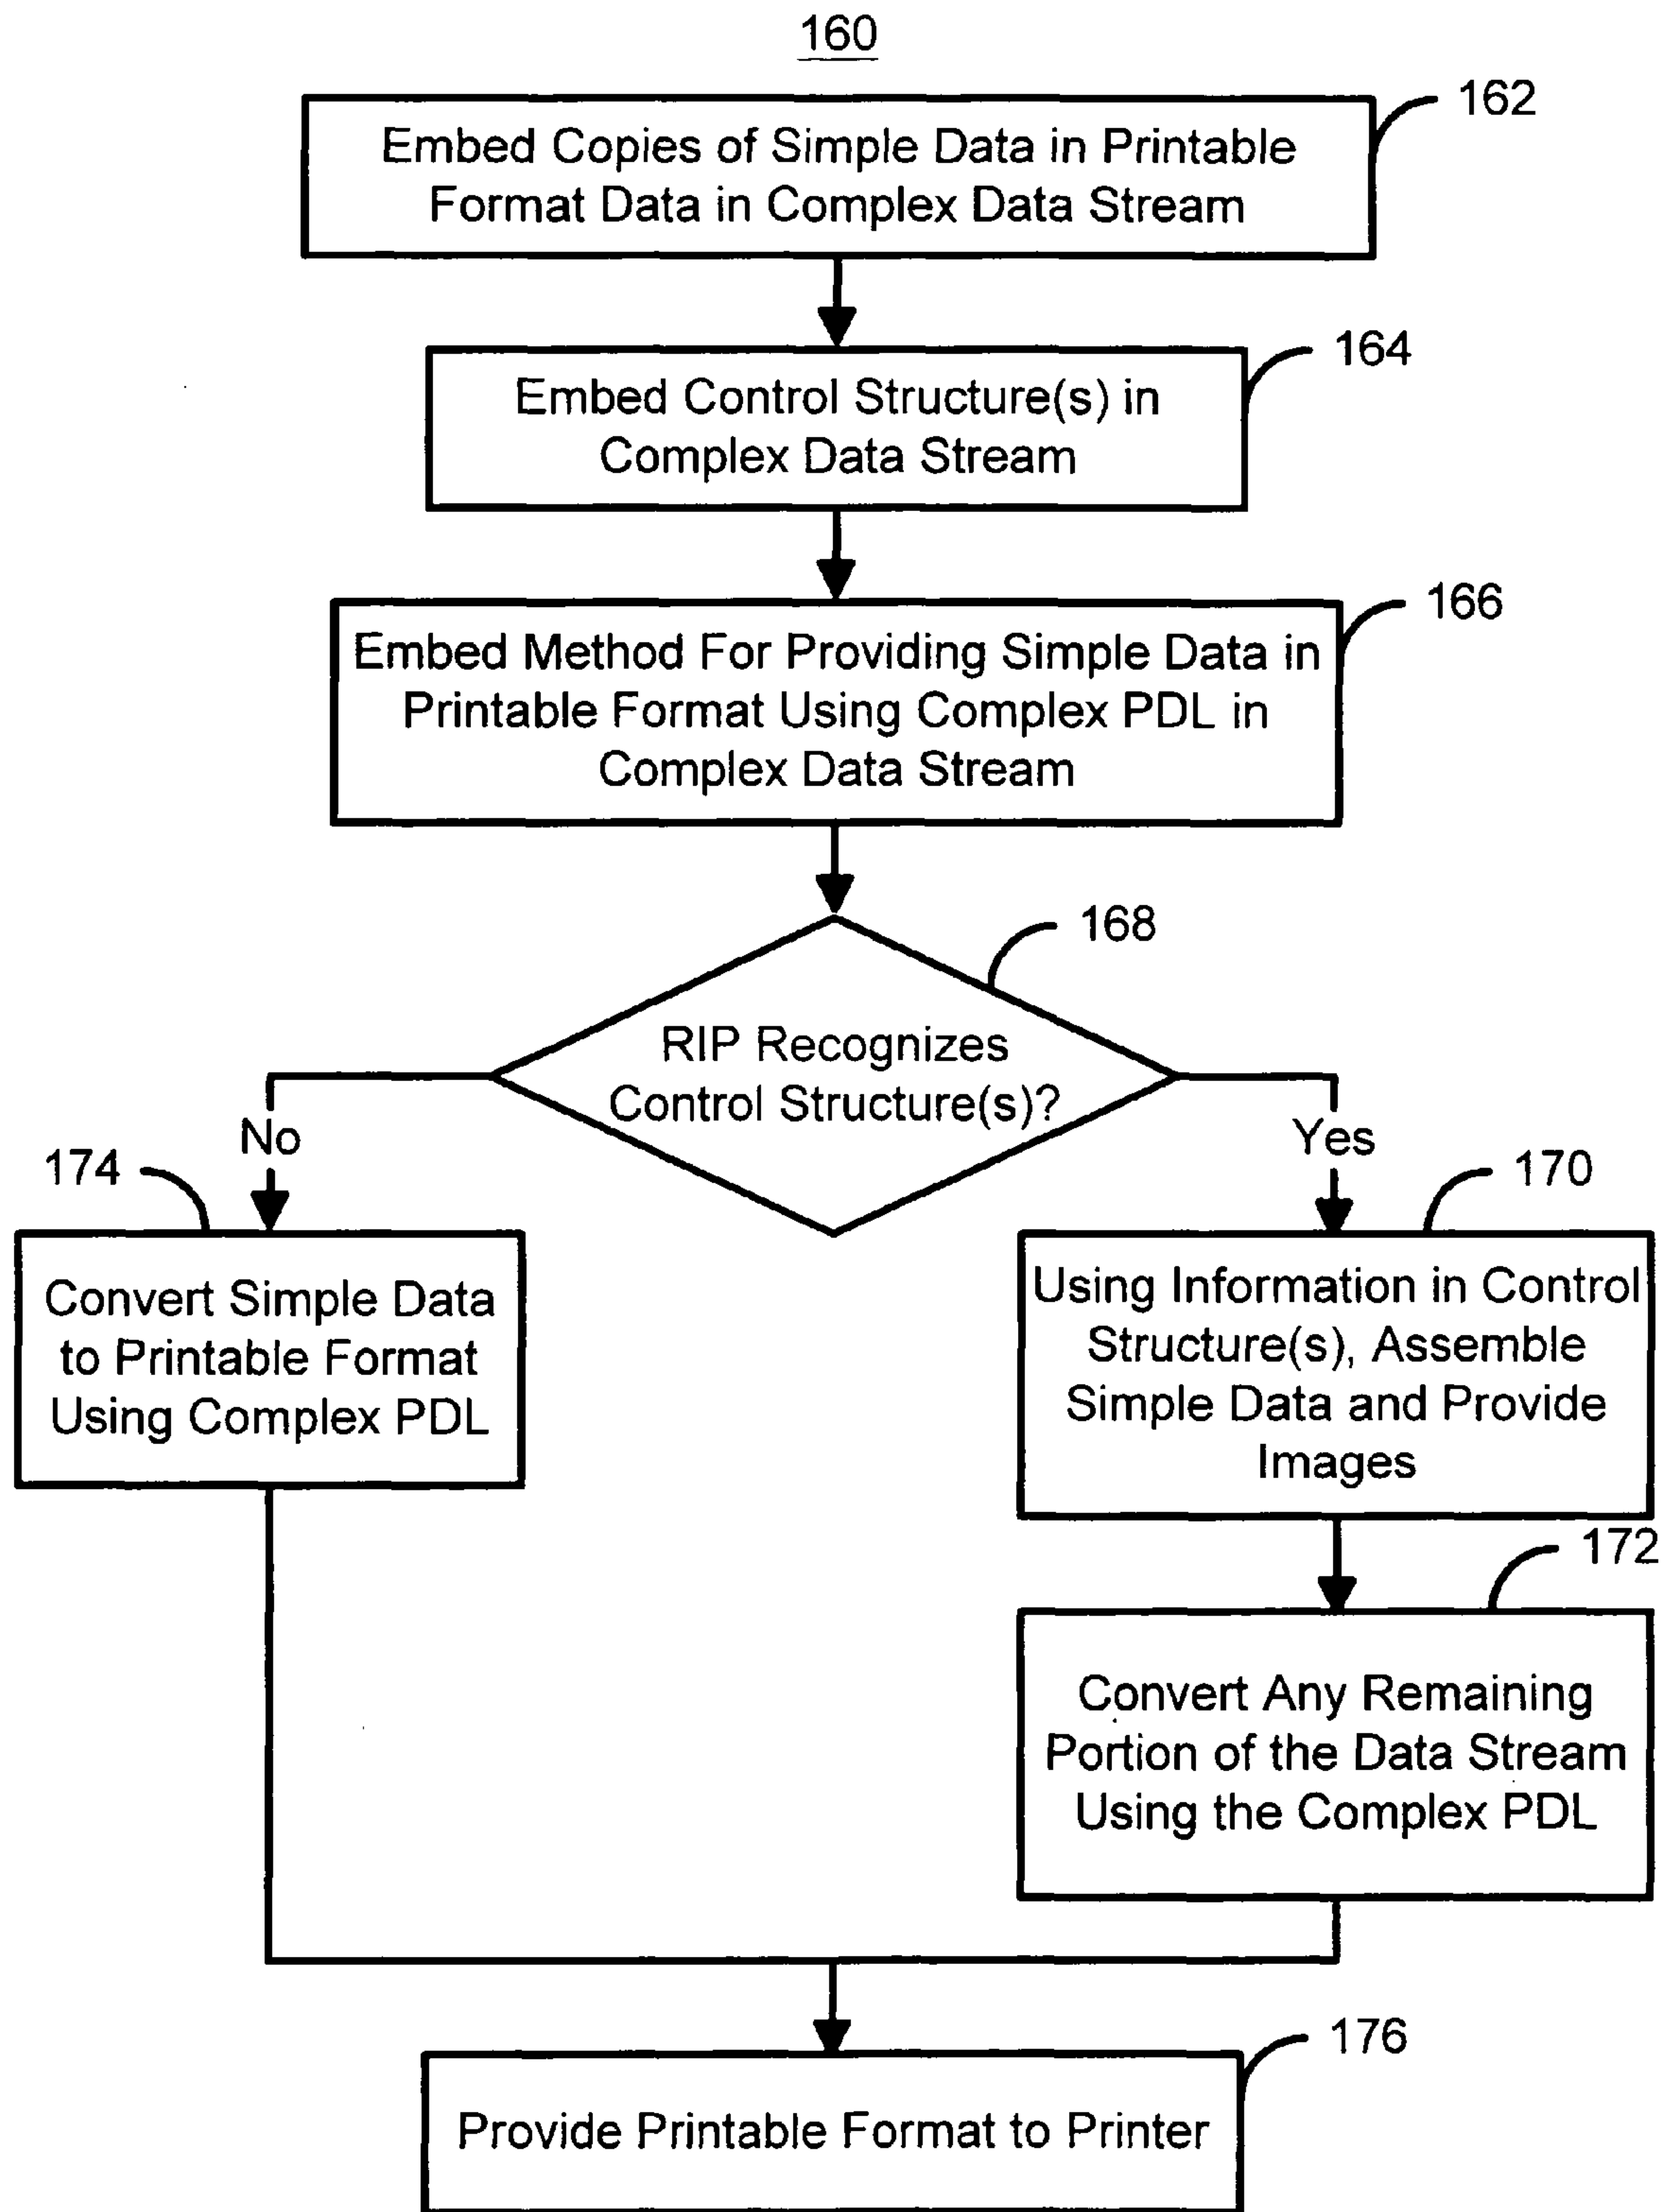 160
162
Embed Copies of Simple Data in Printable
Format Data in Complex Data Stream
164
Embed Control Structure(s) in
Complex Data Stream
166
Embed Method For Providing Simple Data in
Printable Format Using Complex PDL in
Complex Data Stream
168
RIP Recognizes
Control Structure(s)?
No
Yes
174
170
Convert Simple Data
to Printable Format
Using Complex PDL
Using Information in Control
Structure(s), Assemble
Simple Data and Provide
Images
172
Convert Any Remaining
Portion of the Data Stream
Using the Complex PDL
176
Provide Printable Format to Printer